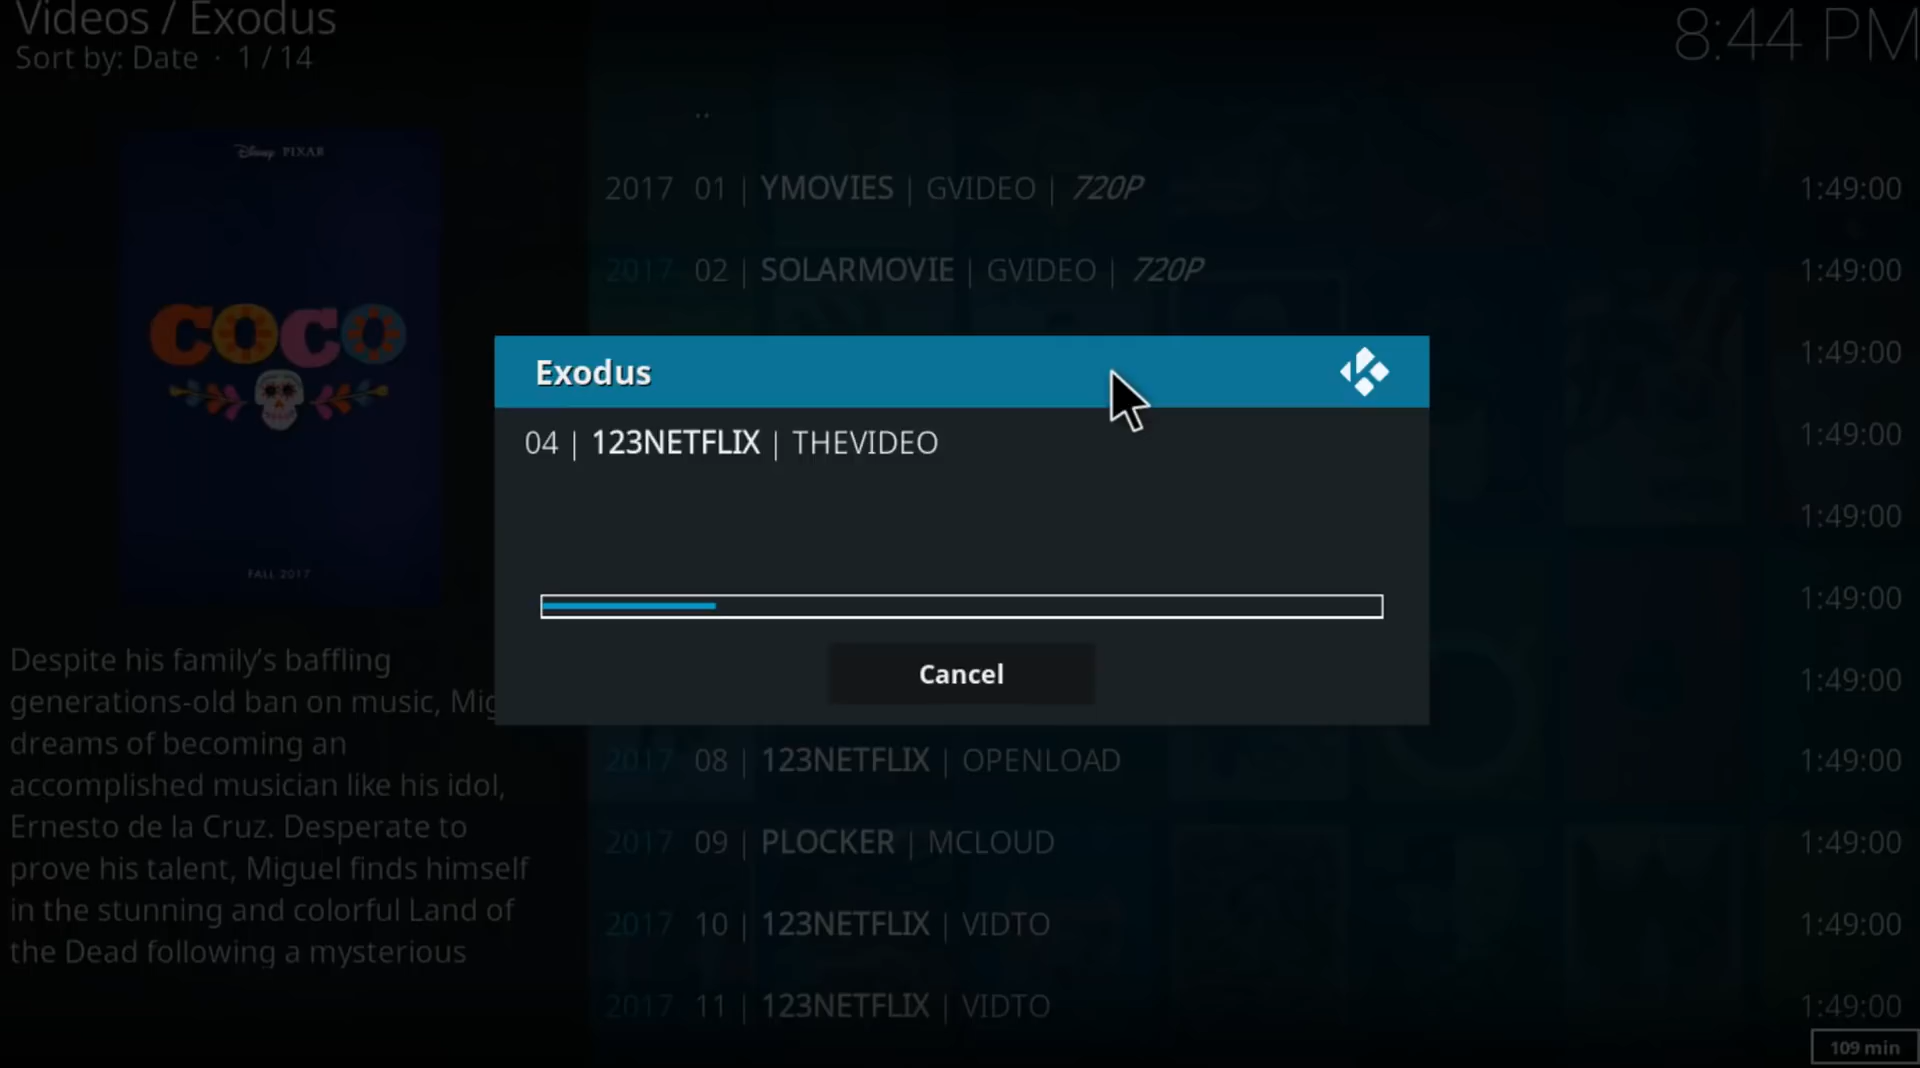 Videos / Exodus
Sort by: Date · 1 / 14
8:44 PM
Disney PIXAR
COCO
FALL 2017
Despite his family's baffling
generations-old ban on music, Mig
dreams of becoming an
accomplished musician like his idol,
Ernesto de la Cruz. Desperate to
prove his talent, Miguel finds himself
in the stunning and colorful Land of
the Dead following a mysterious
..
2017 01 | YMOVIES | GVIDEO | 720P 1:49:00
2017 02 | SOLARMOVIE | GVIDEO | 720P 1:49:00
1:49:00
Exodus
04 | 123NETFLIX | THEVIDEO
Cancel
1:49:00
1:49:00
1:49:00
1:49:00
2017 08 | 123NETFLIX | OPENLOAD 1:49:00
2017 09 | PLOCKER | MCLOUD 1:49:00
2017 10 | 123NETFLIX | VIDTO 1:49:00
2017 11 | 123NETFLIX | VIDTO 1:49:00
109 min